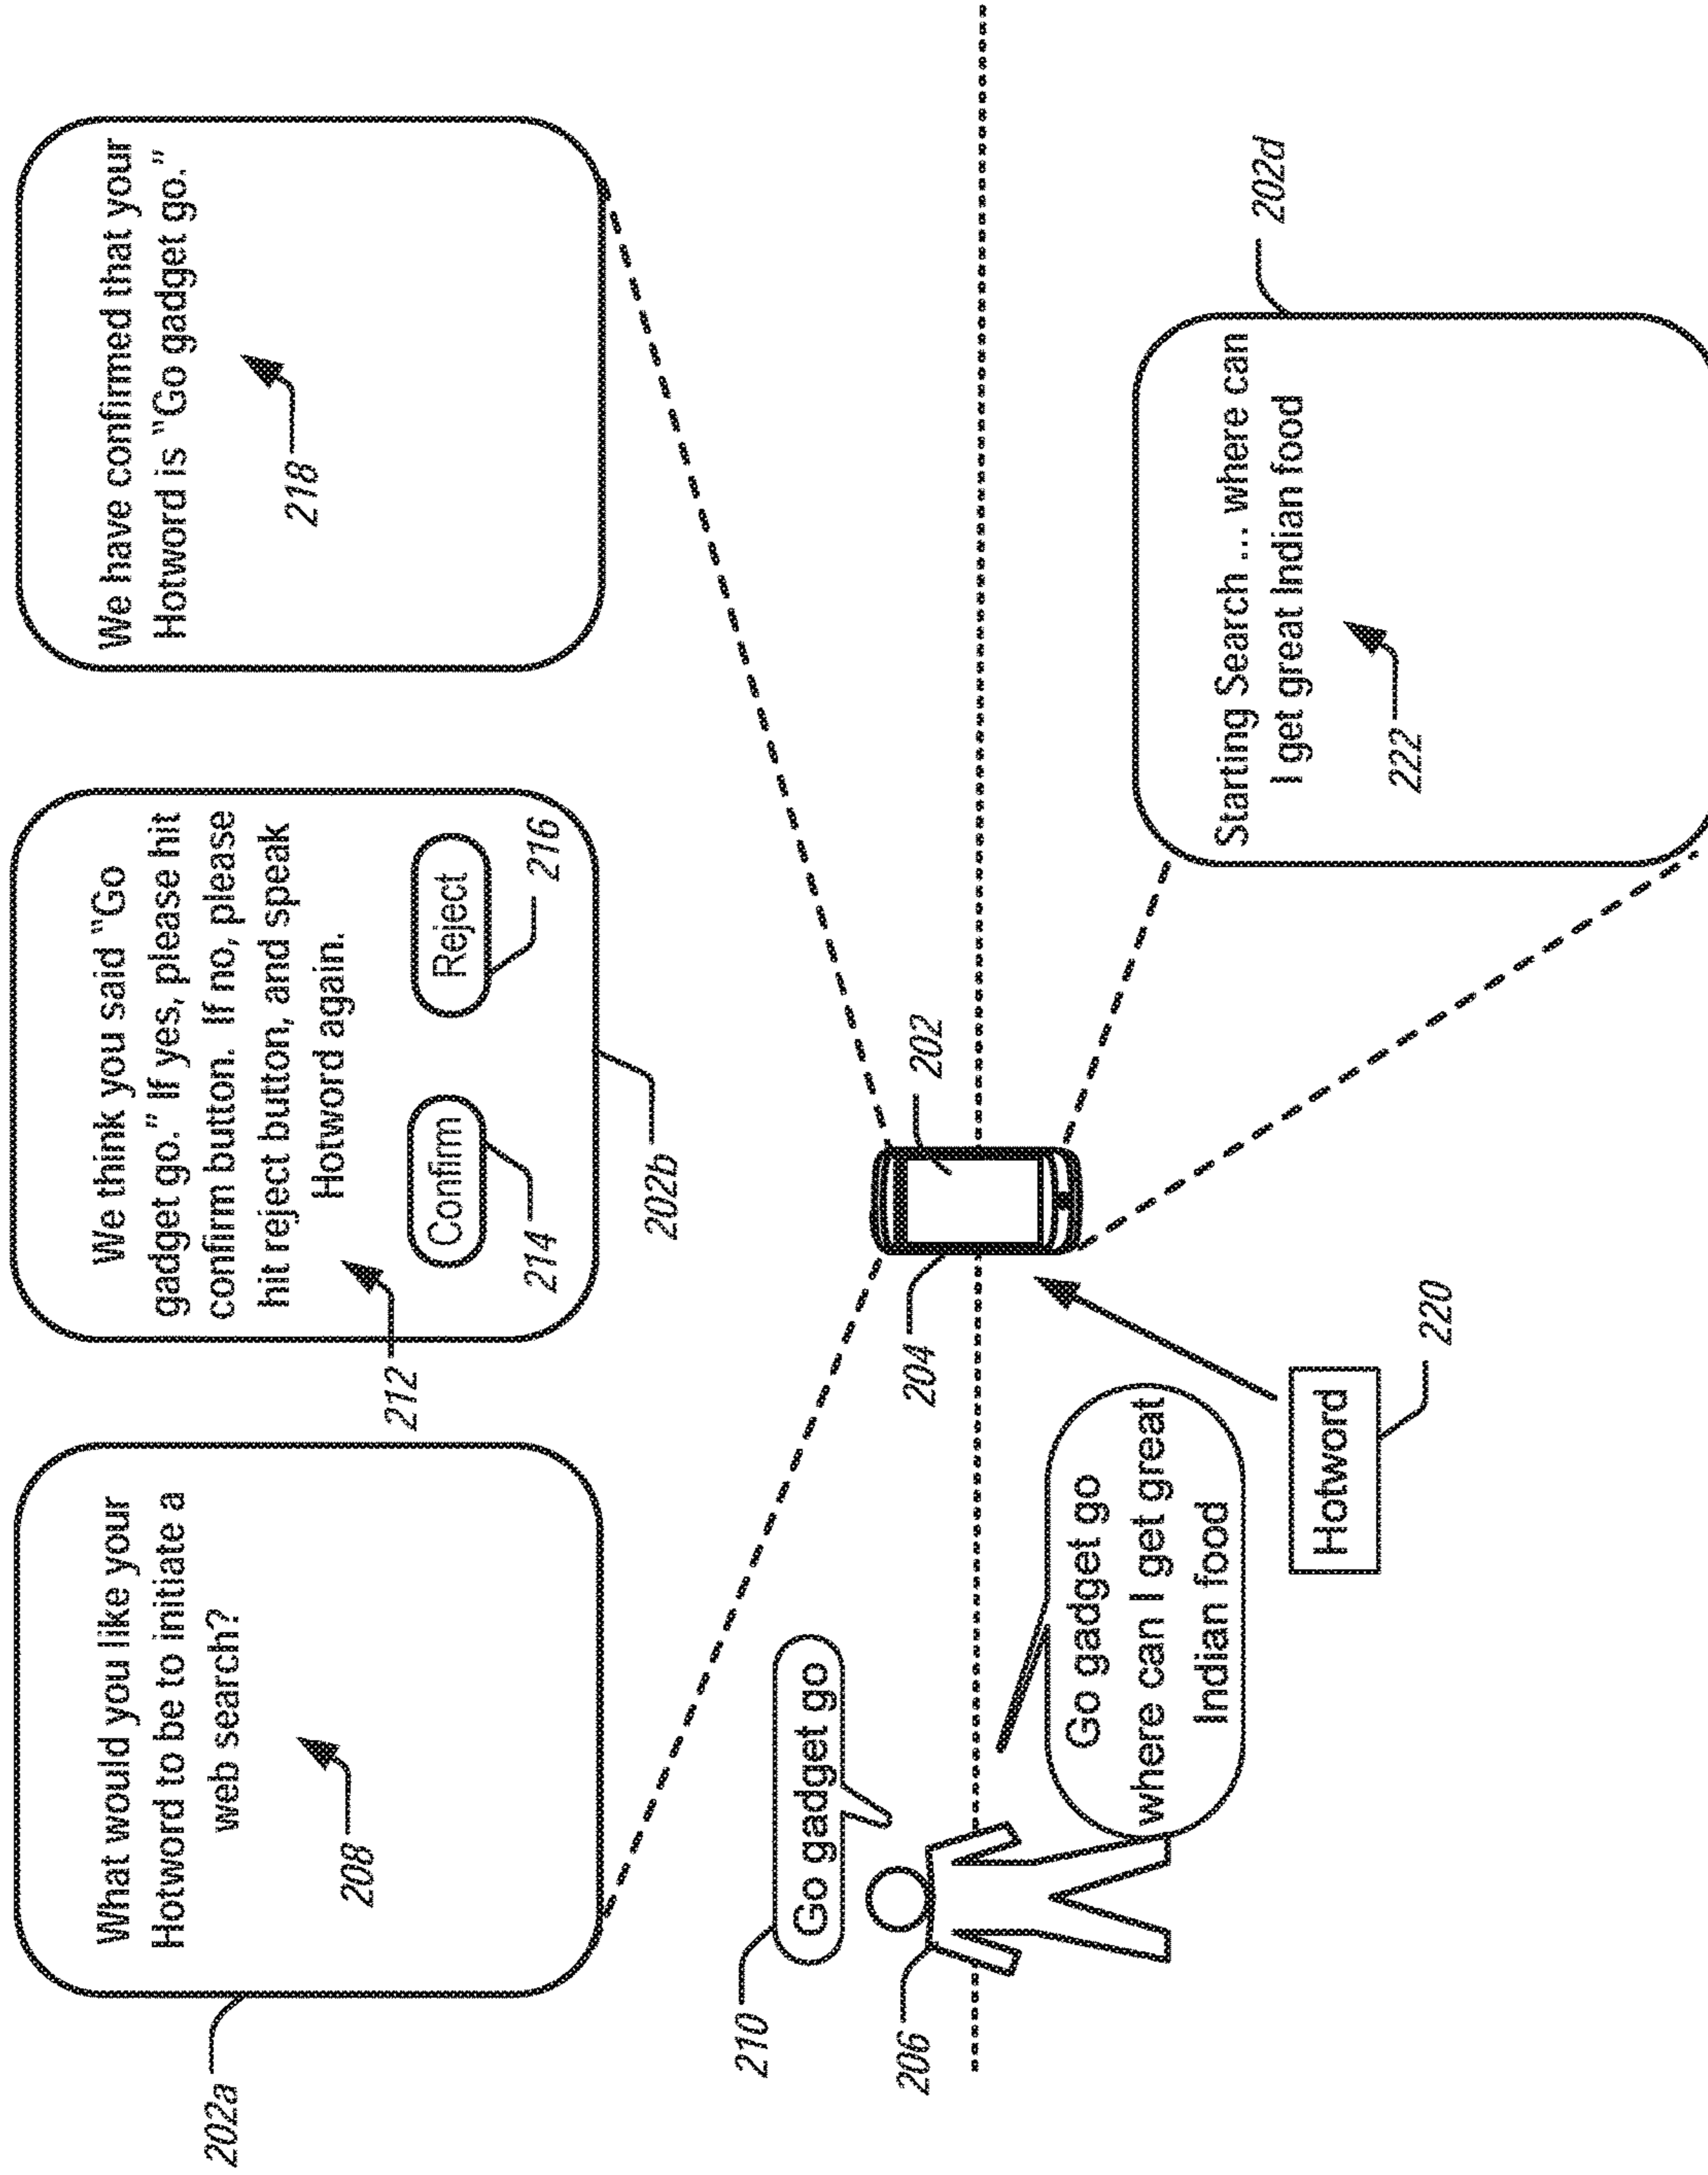 202a
What would you like your
Hotword to be to initiate a
web search?
208
We think you said "Go
gadget go." If yes, please hit
confirm button. If no, please
hit reject button, and speak
Hotword again.
212
Confirm
Reject
214
216
202b
We have confirmed that your
Hotword is "Go gadget go."
218
210
Go gadget go
206
204
202
Go gadget go
where can I get great
Indian food
Hotword
220
Starting Search ... where can
I get great Indian food
222
202d